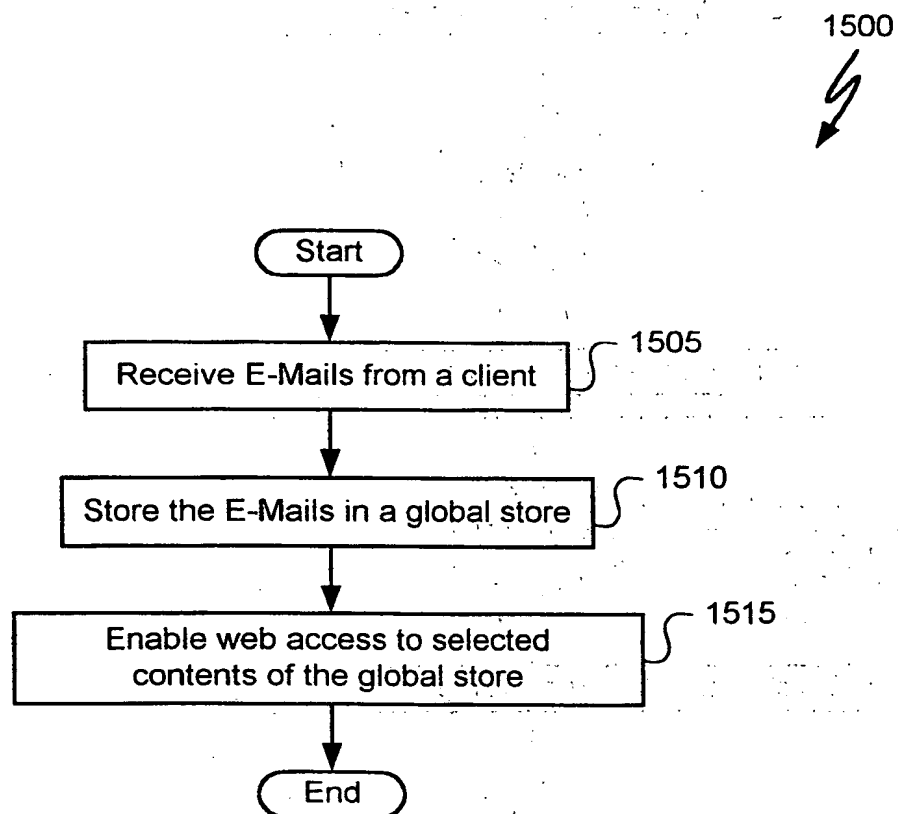 1500
Start
Receive E-Mails from a client
1505
Store the E-Mails in a global store
1510
Enable web access to selected
contents of the global store
1515
End